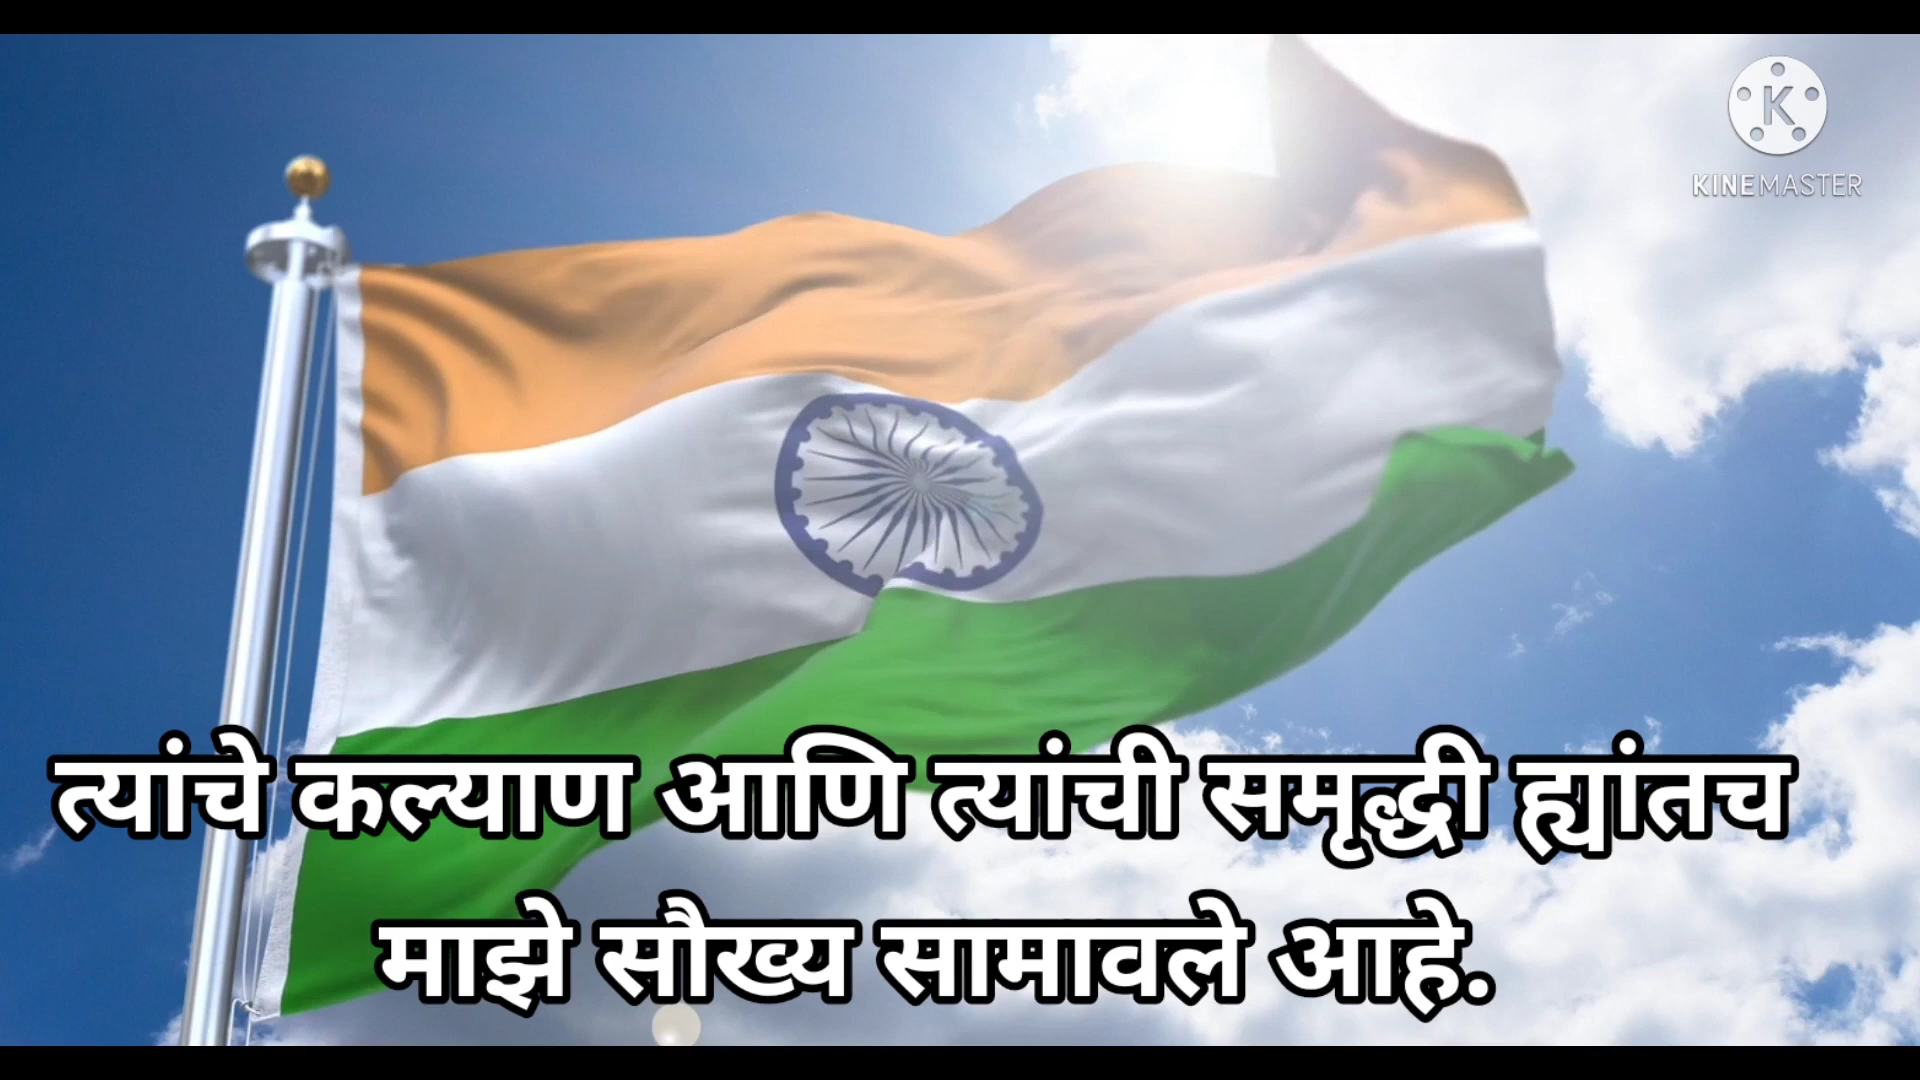 K
KINEMASTER
त्यांचे कल्याण आणि त्यांची समृद्धी ह्यांतच
माझे सौख्य सामावले आहे.